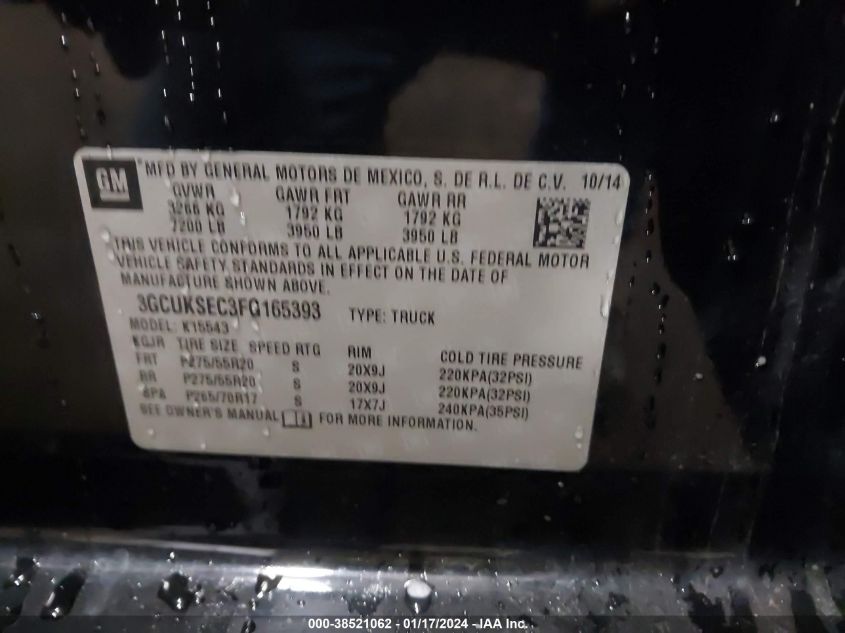 GM
MFD BY GENERAL MOTORS DE MEXICO, S. DE R.L. DE C.V. 10/14
GVWR GAWR FRT GAWR RR
3266 KG 1792 KG 1792 KG
7200 LB 3950 LB 3950 LB
THIS VEHICLE CONFORMS TO ALL APPLICABLE U.S. FEDERAL MOTOR
VEHICLE SAFETY STANDARDS IN EFFECT ON THE DATE OF
MANUFACTURE SHOWN ABOVE.
3GCUKSEC3FG165393 TYPE: TRUCK
MODEL: K15543
KGJR TIRE SIZE SPEED RTG RIM COLD TIRE PRESSURE
FRT P275/55R20 S 20X9J 220KPA(32PSI)
RR P275/55R20 S 20X9J 220KPA(32PSI)
SPA P265/70R17 S 17X7J 240KPA(35PSI)
SEE OWNER'S MANUAL FOR MORE INFORMATION.
000-38521062 - 01/17/2024 - IAA Inc.